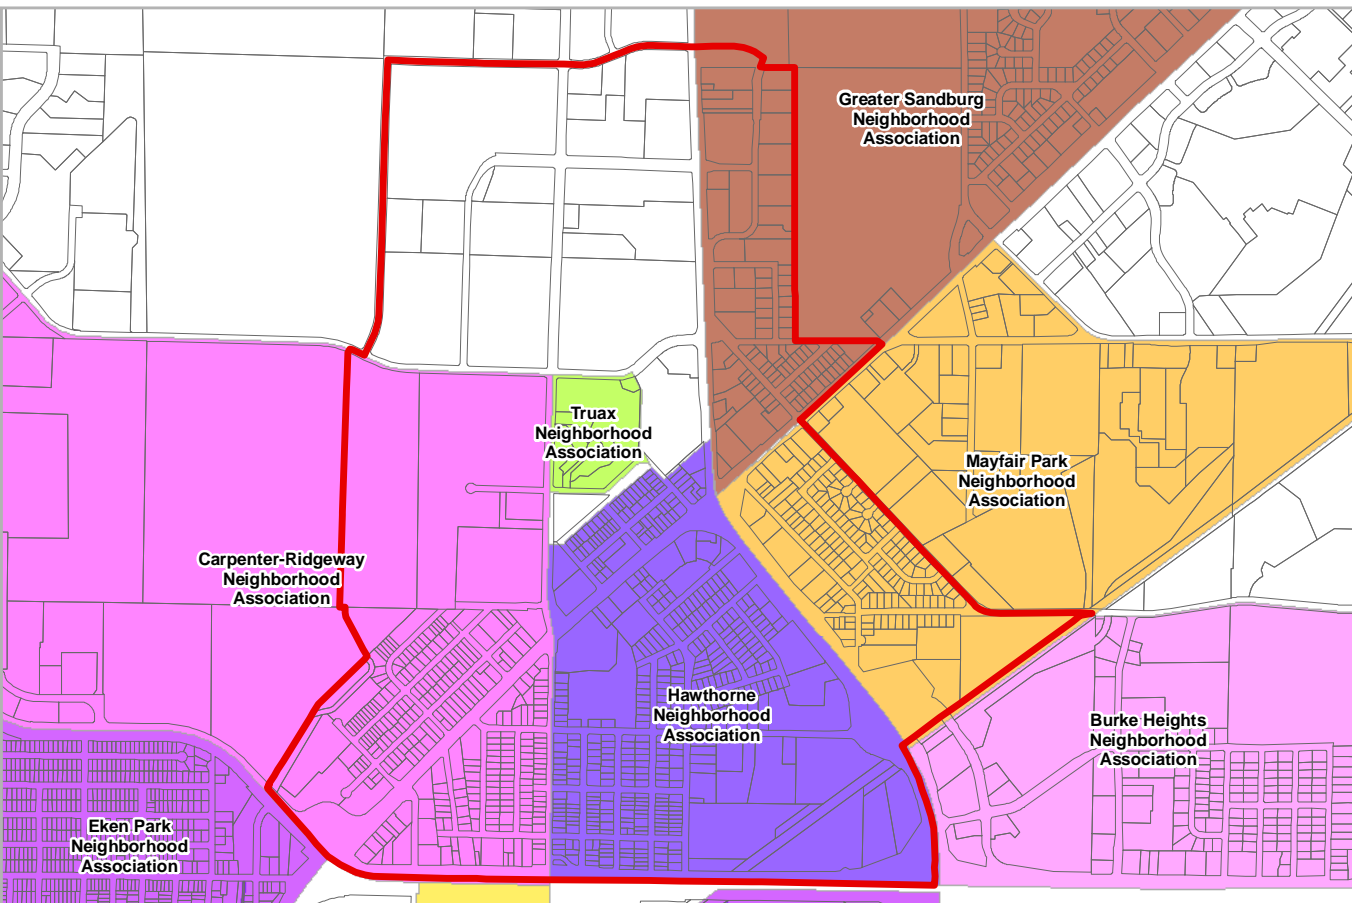 Greater Sandburg
Neighborhood
Association
Truax
Neighborhood
Association
Mayfair Park
Neighborhood
Association
Carpenter-Ridgeway
Neighborhood
Association
Hawthorne
Neighborhood
Association
Burke Heights
Neighborhood
Association
Eken Park
Neighborhood
Association